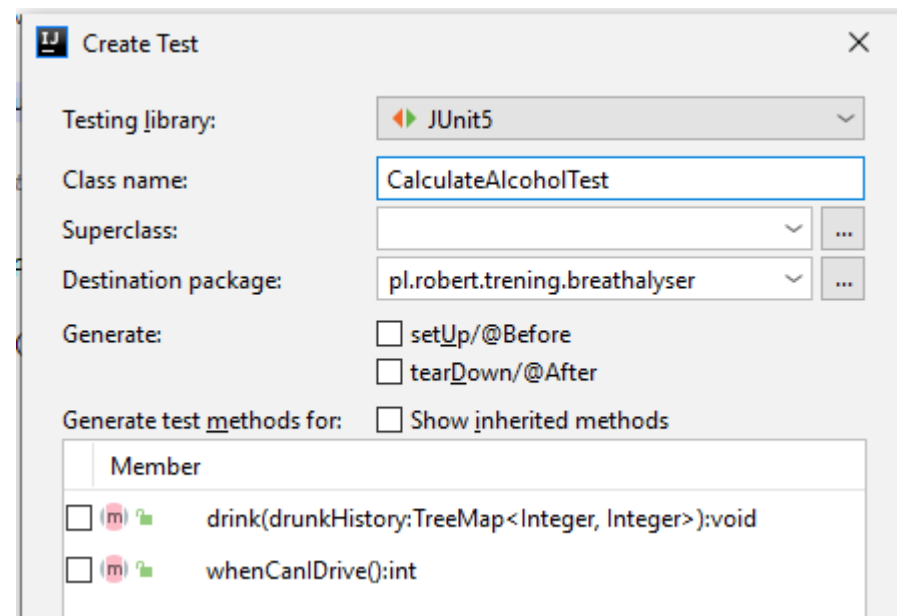 IJ
Create Test
Testing library: JUnit5
Class name: CalculateAlcoholTest
Superclass: ...
Destination package: pl.robert.trening.breathalyser ...
Generate: setUp/@Before
tearDown/@After
Generate test methods for: Show inherited methods
Member
m drink(drunkHistory:TreeMap<Integer, Integer>):void
m whenCanIDrive():int